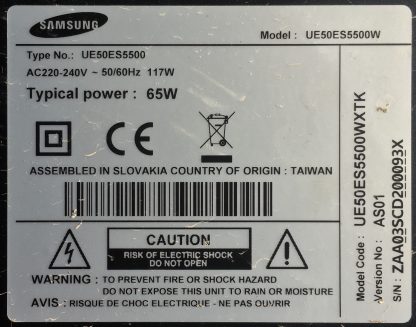 SAMSUNG
Model : UE50ES5500W
Type No.: UE50ES5500
AC220-240V ~ 50/60Hz 117W
Typical power : 65W
CE
ASSEMBLED IN SLOVAKIA COUNTRY OF ORIGIN : TAIWAN
CAUTION
RISK OF ELECTRIC SHOCK
DO NOT OPEN
WARNING : TO PREVENT FIRE OR SHOCK HAZARD
DO NOT EXPOSE THIS UNIT TO RAIN OR MOISTURE
AVIS : RISQUE DE CHOC ELECTRIQUE - NE PAS OUVRIR.
Model Code : UE50ES5500WXTK
Version No : AS01
S/N : ZAA03SCD200093X